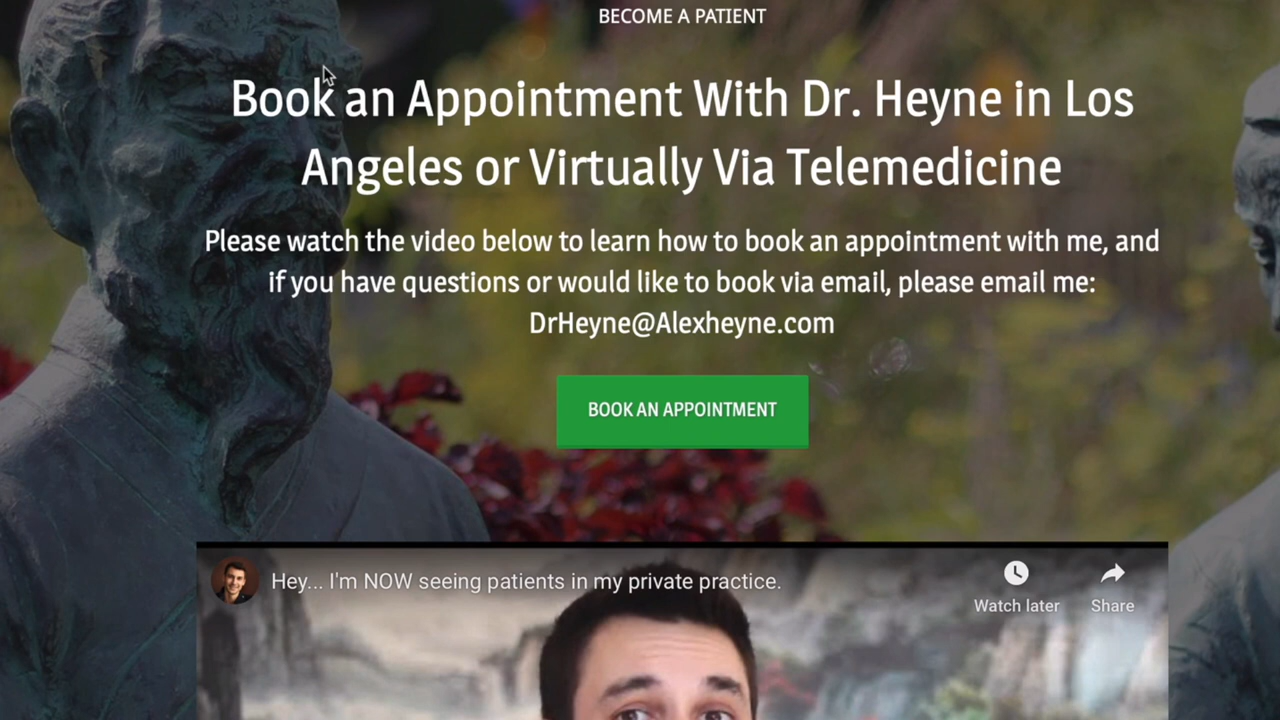 BECOME A PATIENT
Book an Appointment With Dr. Heyne in Los
Angeles or Virtually Via Telemedicine
Please watch the video below to learn how to book an appointment with me, and
if you have questions or would like to book via email, please email me:
DrHeyne@Alexheyne.com
BOOK AN APPOINTMENT
Hey... I'm NOW seeing patients in my private practice.
Watch later
Share